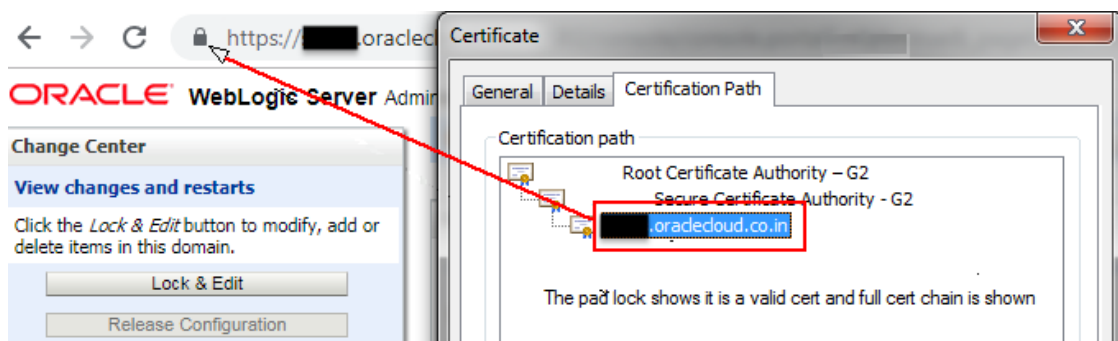 https:// .oraclecl
ORACLE WebLogic Server Admin
Change Center
View changes and restarts
Click the Lock & Edit button to modify, add or
delete items in this domain.
Lock & Edit
Release Configuration
Certificate
General Details Certification Path
Certification path
Root Certificate Authority – G2
Secure Certificate Authority - G2
.oraclecloud.co.in
The pad lock shows it is a valid cert and full cert chain is shown